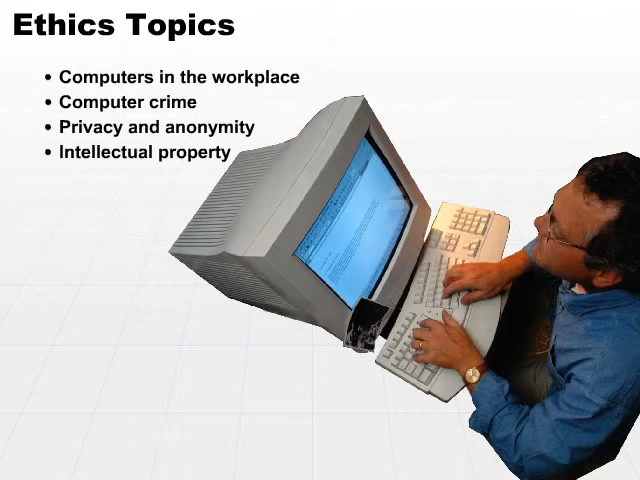 Ethics Topics
• Computers in the workplace
• Computer crime
• Privacy and anonymity
• Intellectual property